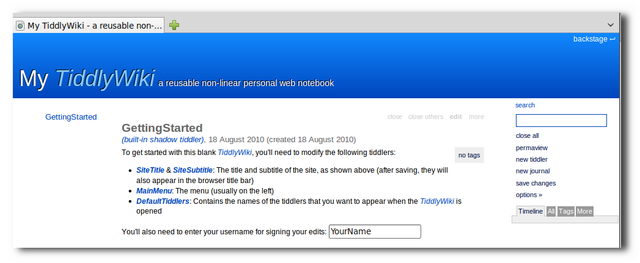 My TiddlyWiki - a reusable non-...
backstage
My TiddlyWiki a reusable non-linear personal web notebook
GettingStarted
close close others edit more
GettingStarted
(built-in shadow tiddler), 18 August 2010 (created 18 August 2010)
no tags
To get started with this blank TiddlyWiki, you'll need to modify the following tiddlers:
SiteTitle & SiteSubtitle: The title and subtitle of the site, as shown above (after saving, they will
also appear in the browser title bar)
MainMenu: The menu (usually on the left)
DefaultTiddlers: Contains the names of the tiddlers that you want to appear when the TiddlyWiki is
opened
You'll also need to enter your username for signing your edits: YourName
search
close all
permaview
new tiddler
new journal
save changes
options »
Timeline All Tags More